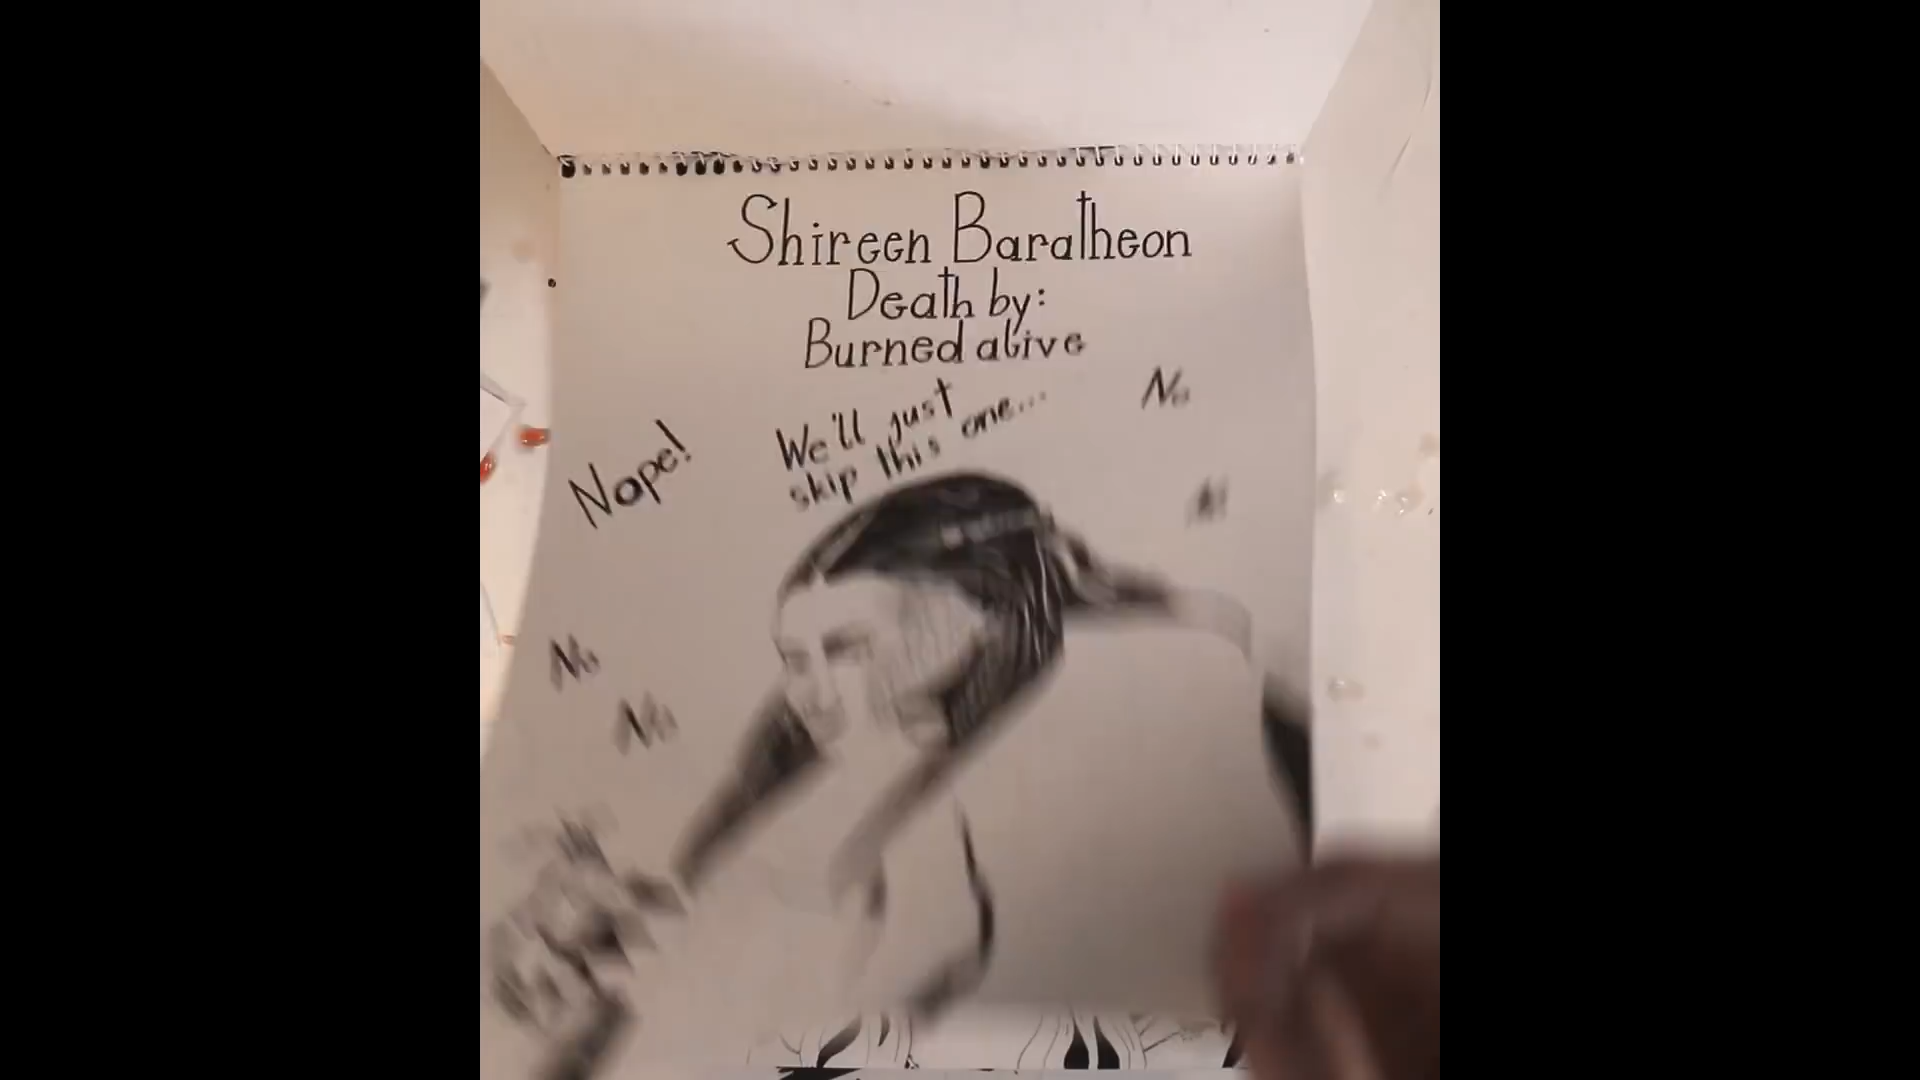 Shireen Baratheon
Death by:
Burned alive
Nope!
We'll just
skip this one...
No
No
No